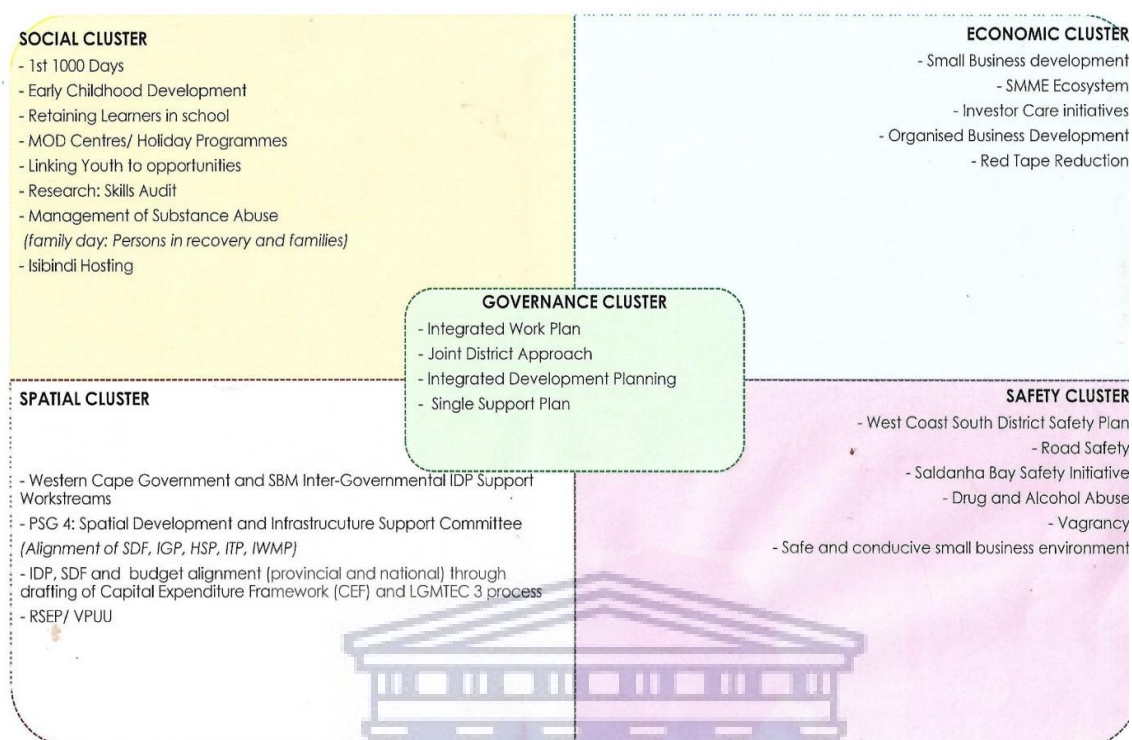 SOCIAL CLUSTER
- 1st 1000 Days
- Early Childhood Development
- Retaining Learners in school
- MOD Centres/ Holiday Programmes
- Linking Youth to opportunities
- Research: Skills Audit
- Management of Substance Abuse
(family day: Persons in recovery and families)
- Isibindi Hosting
ECONOMIC CLUSTER
- Small Business development
- SMME Ecosystem
- Investor Care initiatives
- Organised Business Development
- Red Tape Reduction
GOVERNANCE CLUSTER
- Integrated Work Plan
- Joint District Approach
- Integrated Development Planning
- Single Support Plan
SPATIAL CLUSTER
- Western Cape Government and SBM Inter-Governmental IDP Support
Workstreams
- PSG 4: Spatial Development and Infrastrucuture Support Committee
(Alignment of SDF, IGP, HSP, ITP, IWMP)
- IDP, SDF and budget alignment (provincial and national) through
drafting of Capital Expenditure Framework (CEF) and LGMTEC 3 process
- RSEP/ VPUU
SAFETY CLUSTER
- West Coast South District Safety Plan
- Road Safety
- Saldanha Bay Safety Initiative
- Drug and Alcohol Abuse
- Vagrancy
- Safe and conducive small business environment